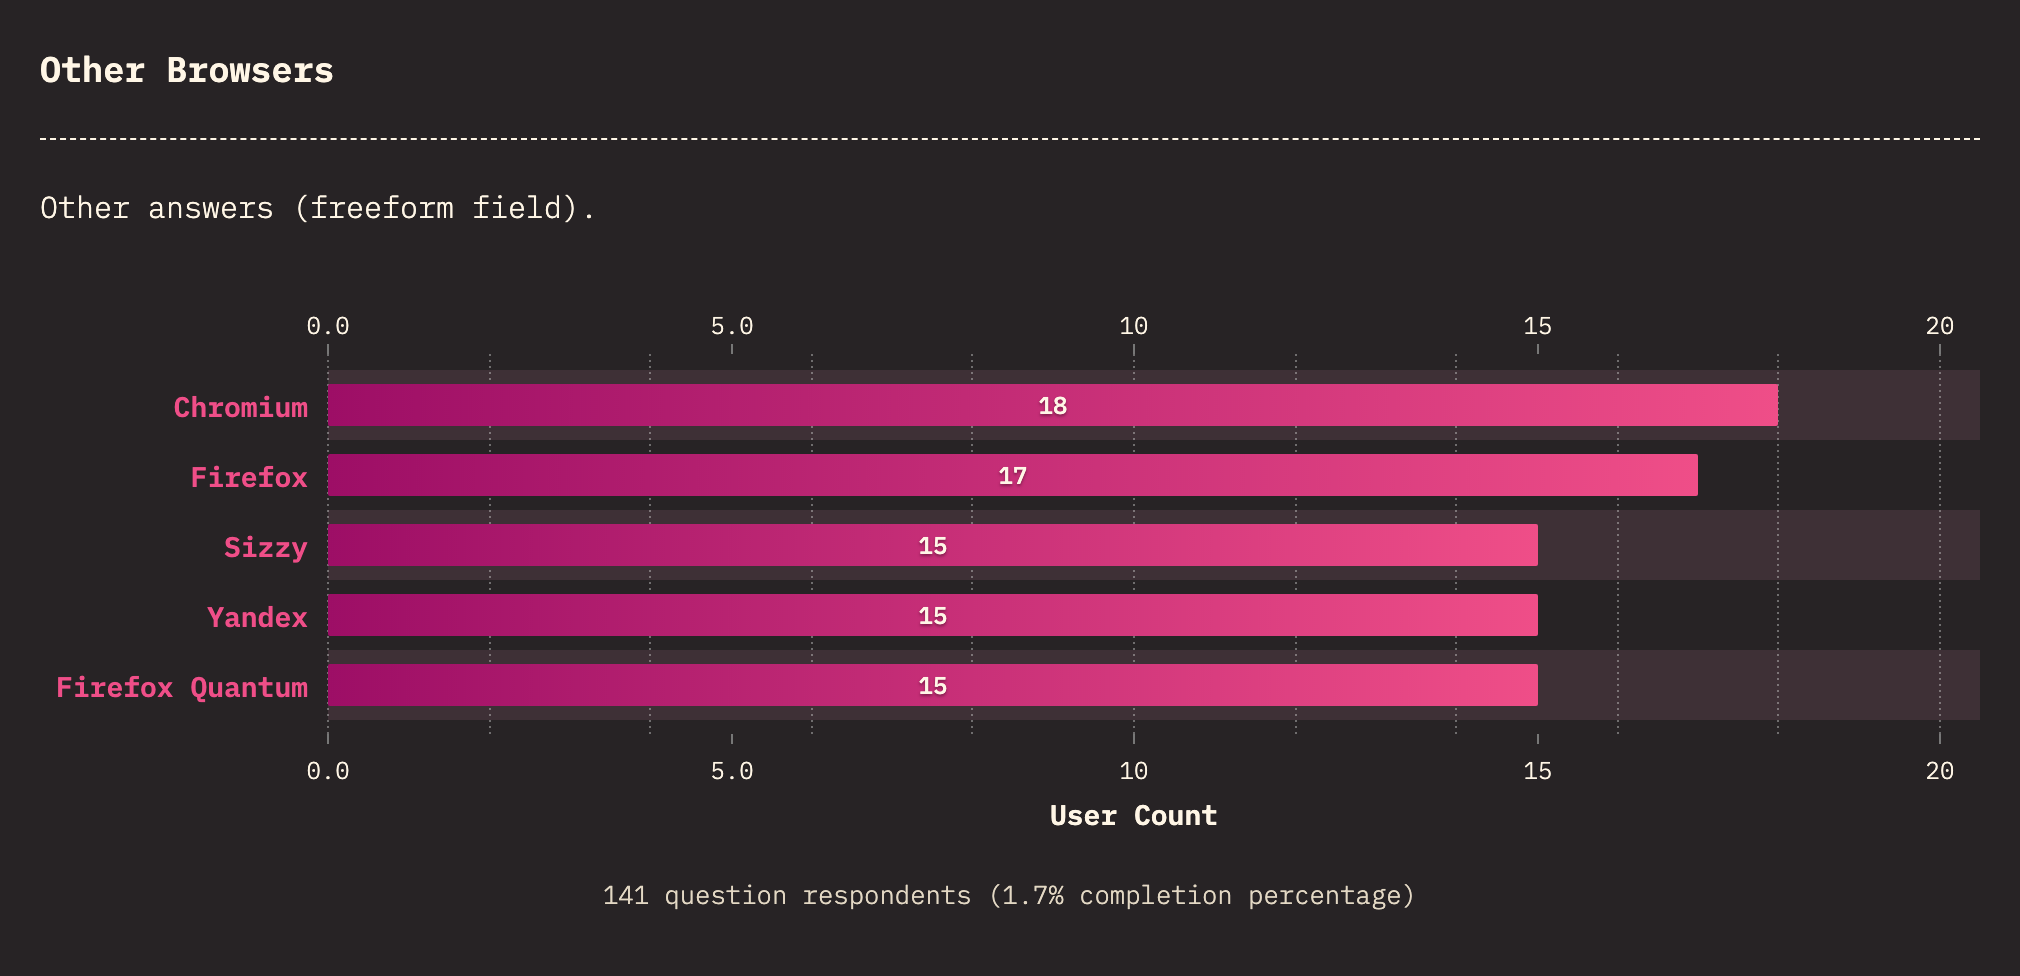 Other Browsers
Other answers (freeform field).
0.0 5.0 10 15 20
Chromium 18
Firefox 17
Sizzy 15
Yandex 15
Firefox Quantum 15
0.0 5.0 10 15 20
User Count
141 question respondents (1.7% completion percentage)